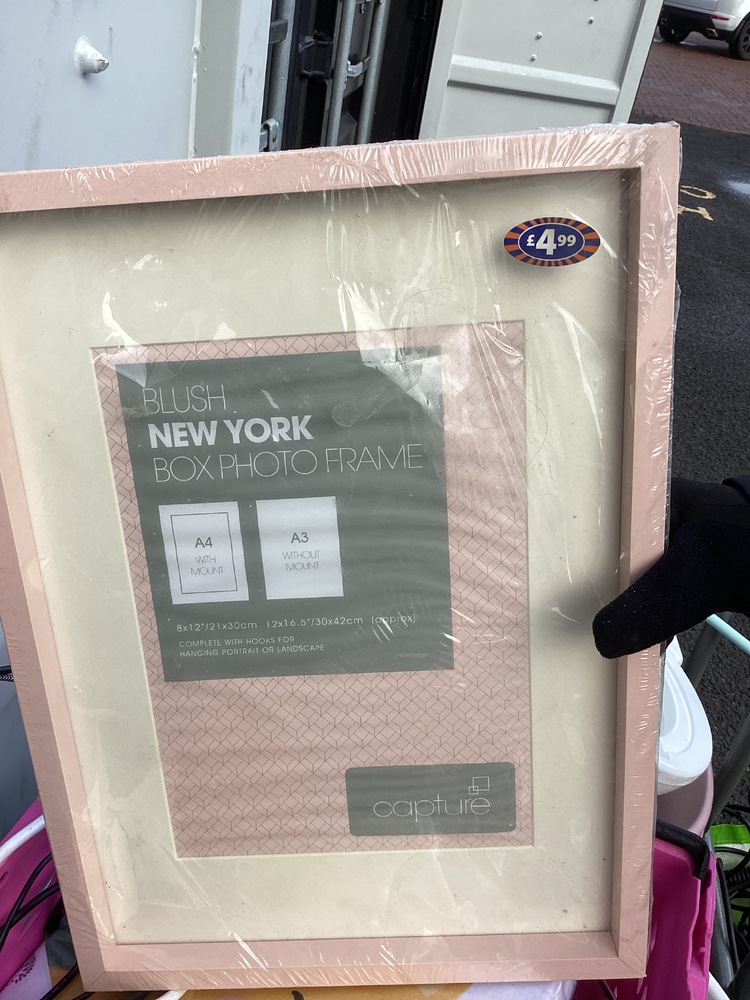 £4.99
BLUSH
NEW YORK
BOX PHOTO FRAME
A4
WITH
MOUNT
A3
WITHOUT
MOUNT
8x12"/21x30cm 12x16.5"/30x42cm (approx)
COMPLETE WITH HOOKS FOR
HANGING PORTRAIT OR LANDSCAPE
capture